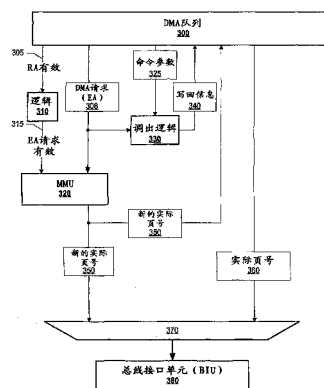 DMA队列
300
305
RA有效
逻辑
310
315
EA请求
有效
DMA请求
(EA)
308
命令参数
325
写回信息
340
调出逻辑
330
MMU
320
新的实际
页号
350
新的实际
页号 350
实际页号
360
370
总线接口单元(BIU)
380